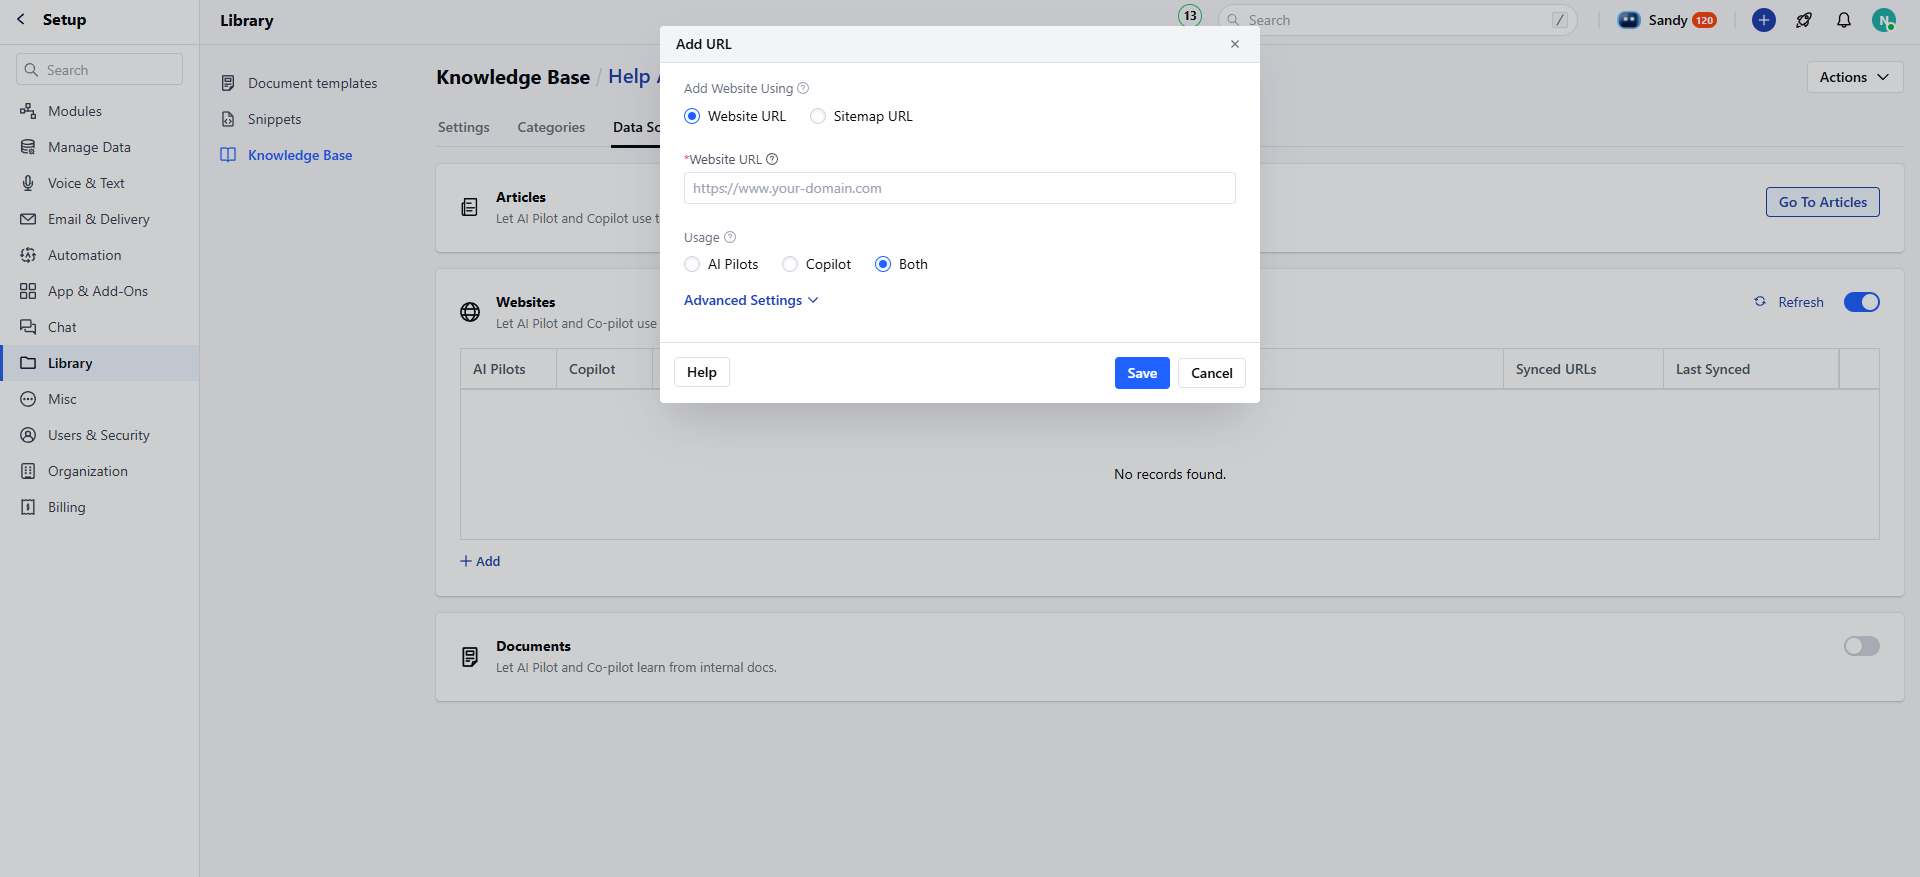 Setup
Search
Modules
Manage Data
Voice & Text
Email & Delivery
Automation
App & Add-Ons
Chat
Library
Misc
Users & Security
Organization
Billing
Library
13
Search
/
Sandy 120
N
Document templates
Snippets
Knowledge Base
Knowledge Base / Help
Actions
Settings
Categories
Data Sc
Articles
Let AI Pilot and Copilot use t
Go To Articles
Websites
Let AI Pilot and Co-pilot use
Refresh
AI Pilots
Copilot
Synced URLs
Last Synced
No records found.
+ Add
Documents
Let AI Pilot and Co-pilot learn from internal docs.
Add URL
Add Website Using
Website URL
Sitemap URL
*Website URL
https://www.your-domain.com
Usage
AI Pilots
Copilot
Both
Advanced Settings
Help
Save
Cancel